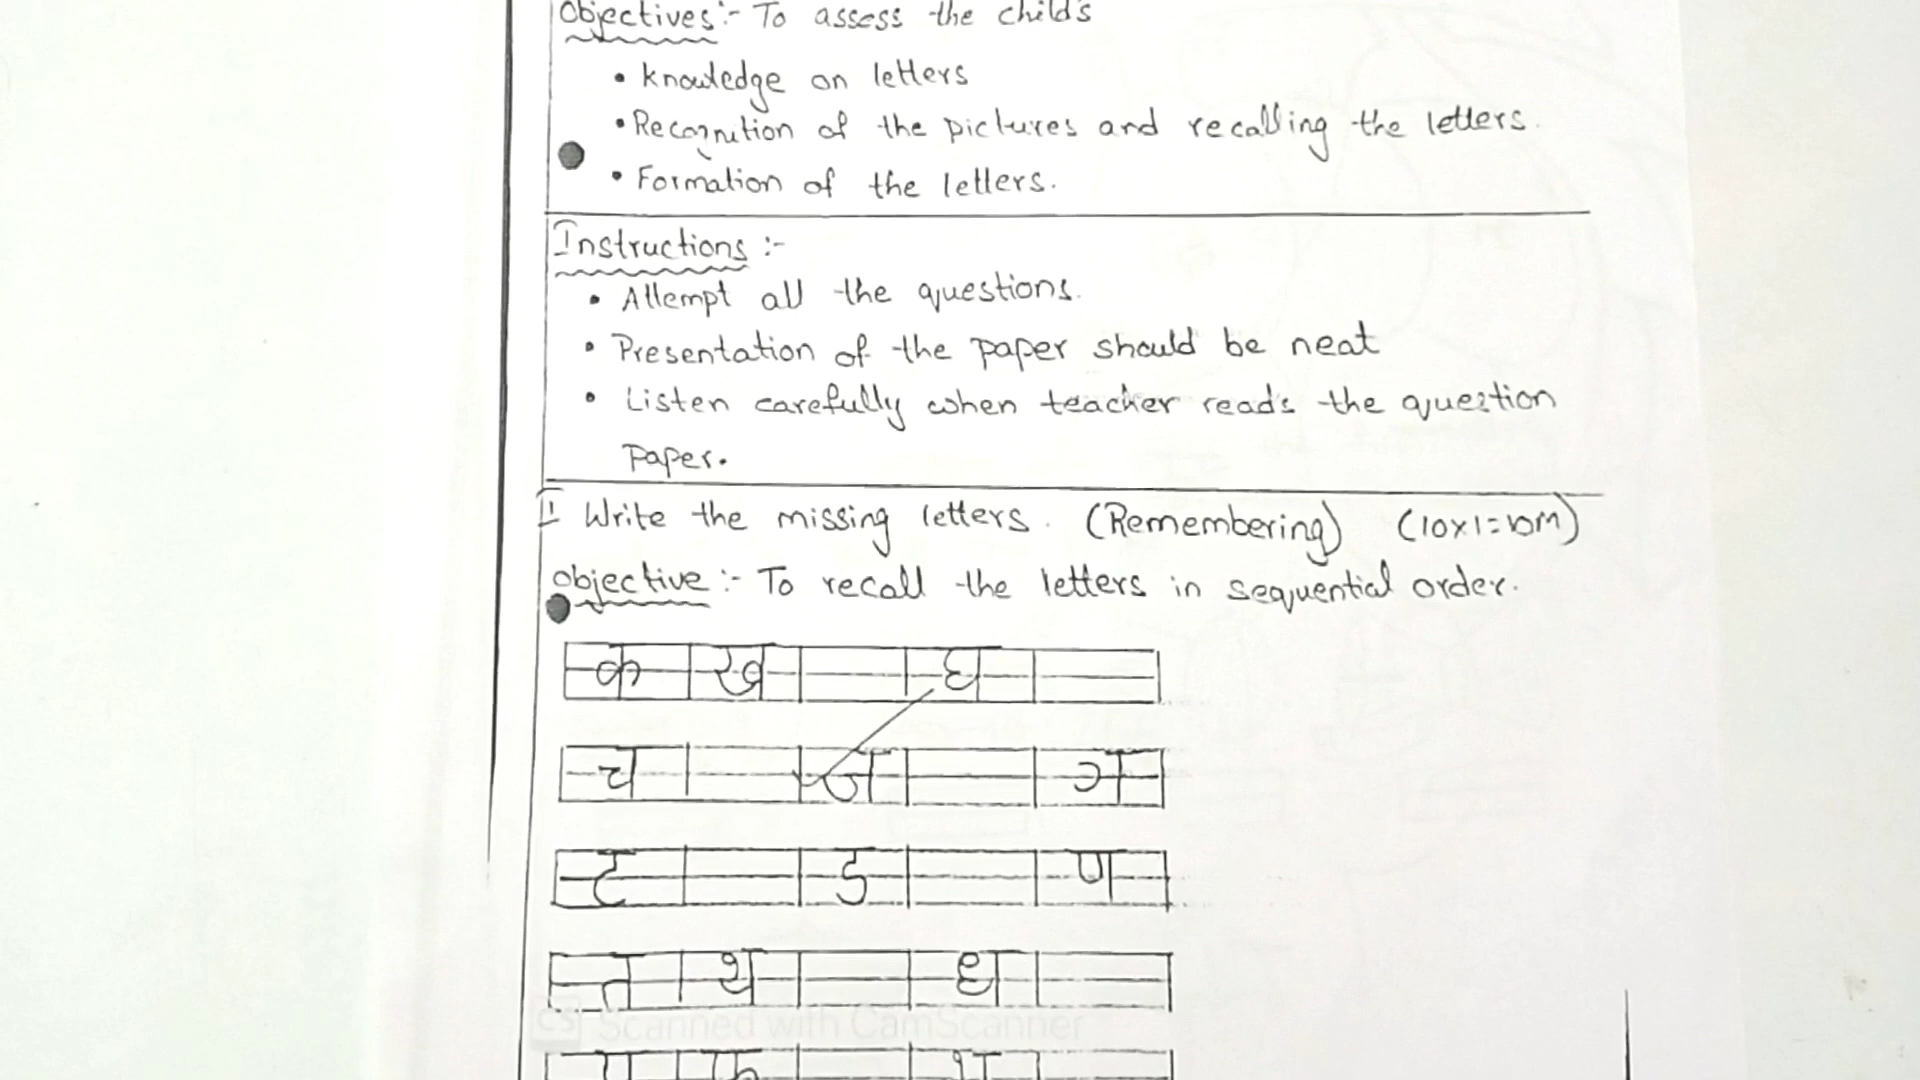 Objectives:- To assess the child's
• knowledge on letters
• Recognition of the pictures and recalling the letters.
• Formation of the letters.
Instructions :-
• Attempt all the questions.
• Presentation of the paper should be neat
• Listen carefully when teacher reads the question
paper.
I Write the missing letters. (Remembering) (10x1=10M)
Objective :- To recall the letters in sequential order.
क ख घ
च ज ञ
ट ड ण
त थ ध
CS Scanned with CamScanner